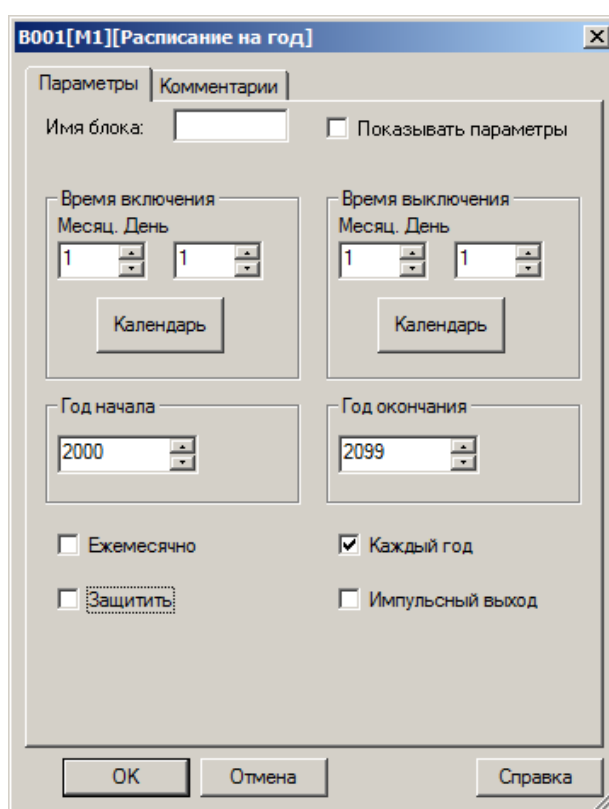 B001[M1][Расписание на год]
Параметры Комментарии
Имя блока: Показывать параметры
Время включения Время выключения
Месяц. День Месяц. День
1 1 1 1
Календарь Календарь
Год начала Год окончания
2000 2099
Ежемесячно Каждый год
Защитить Импульсный выход
OK Отмена Справка